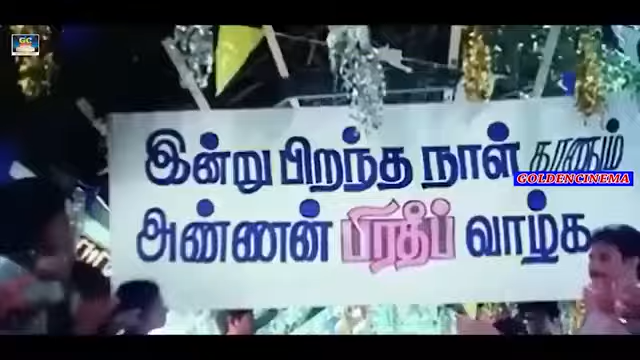 GC
இன்று பிறந்த நாள் காணும்
GOLDENCINEMA
அண்ணன் பிரதீப் வாழ்க